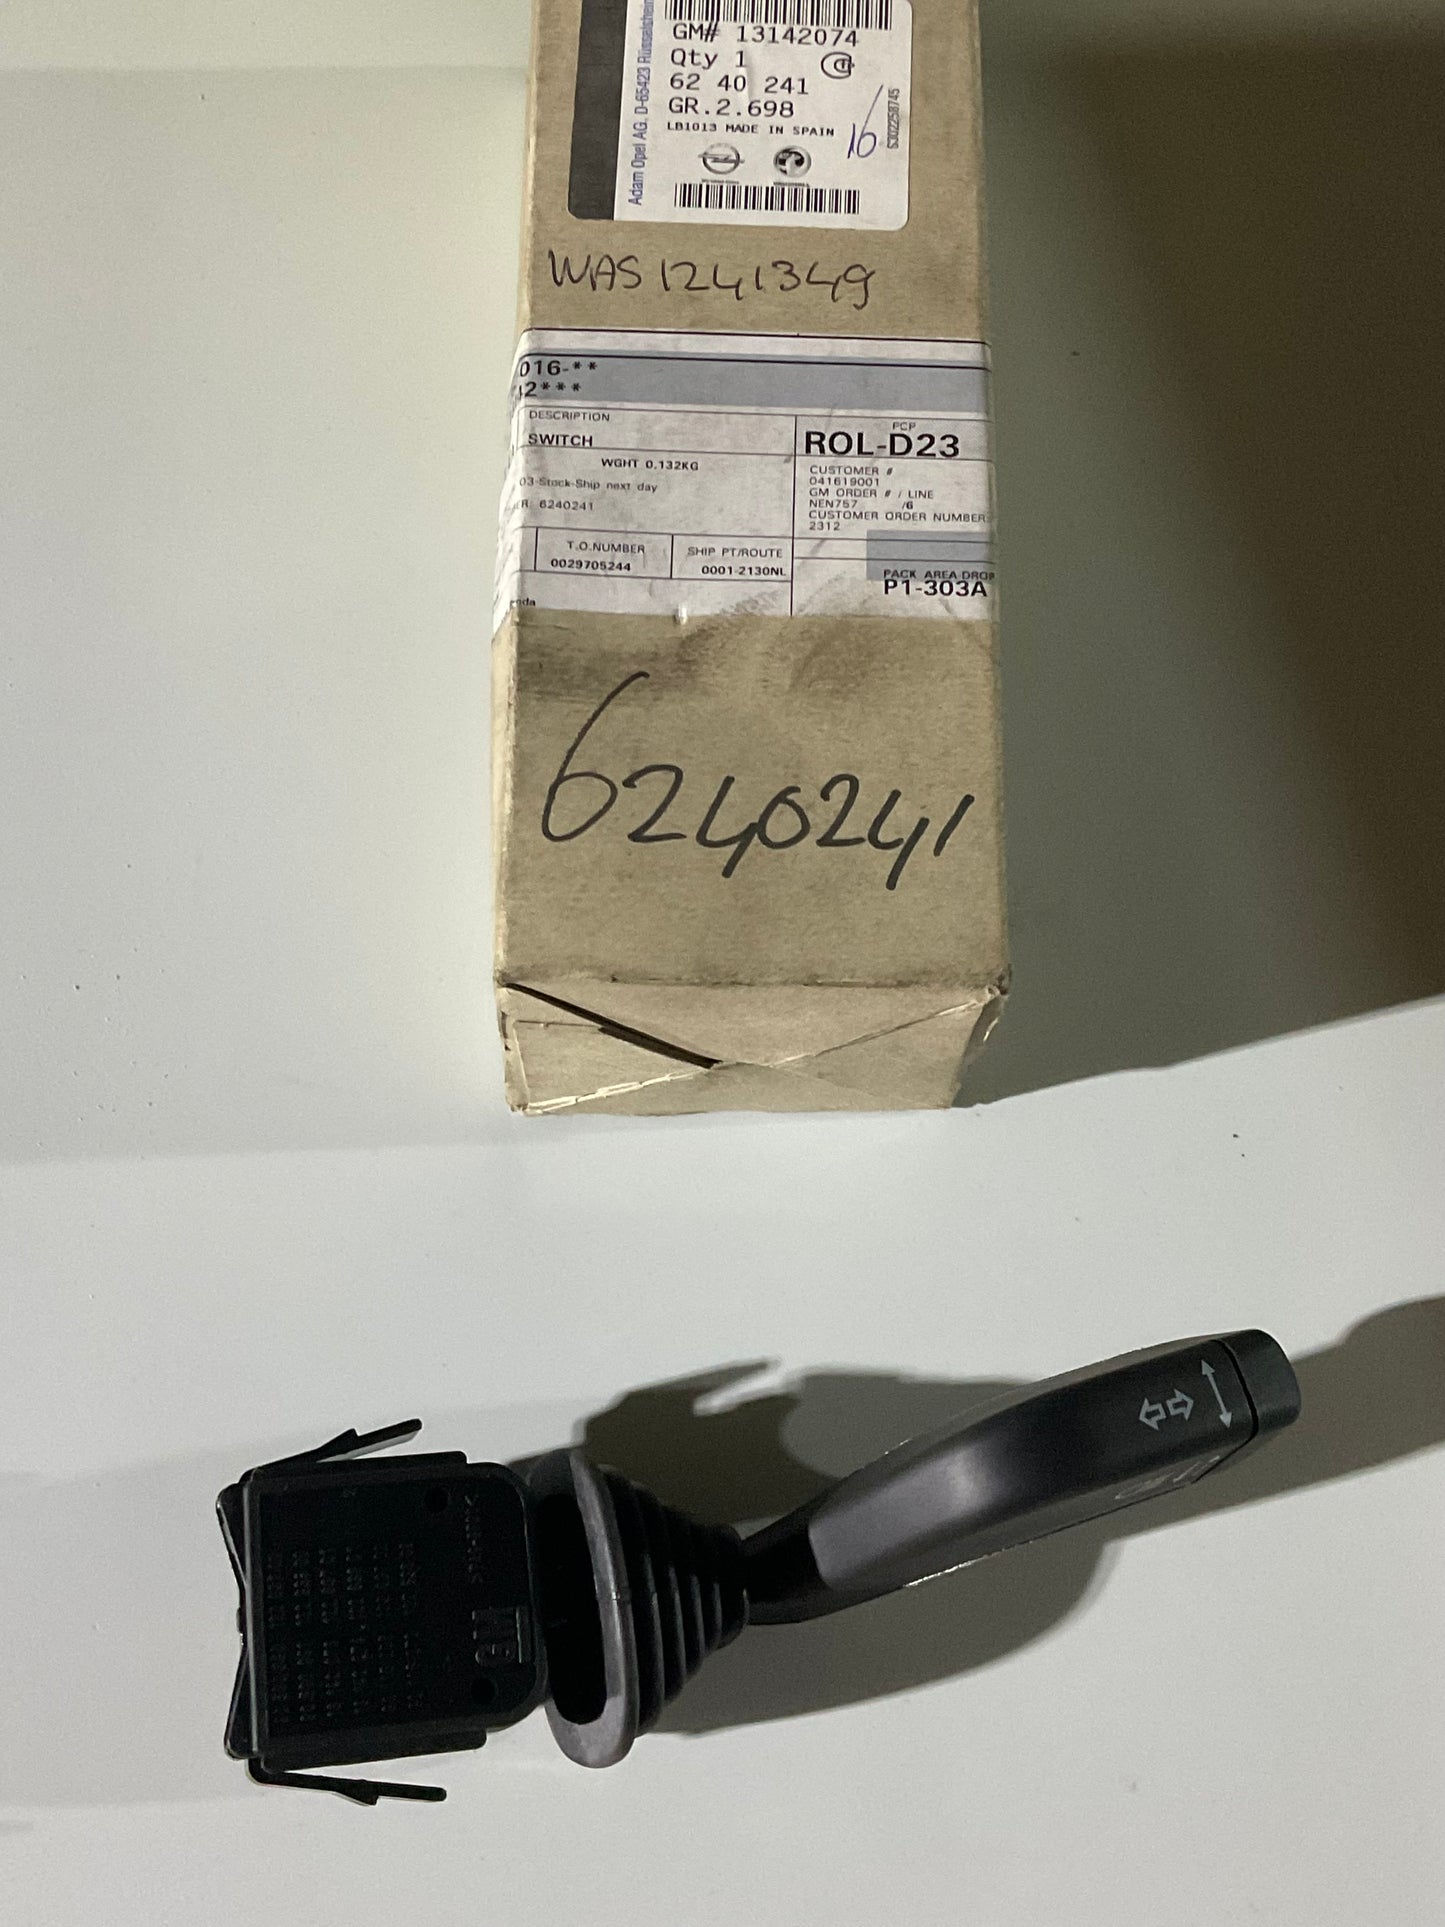 GM# 13142074
Qty 1
62 40 241
GR.2.698
LB1013 MADE IN SPAIN
Adam Opel AG, D-65423 Rüsselsheim
16
S3002258745
WAS 1241349
016-**
2***
DESCRIPTION
SWITCH
WGHT 0.132KG
03-Stock-Ship next day
6240241
T.O.NUMBER
0029705244
SHIP PT/ROUTE
0001-2130NL
PCP
ROL-D23
CUSTOMER #
041619001
GM ORDER # / LINE
NEN757 /6
CUSTOMER ORDER NUMBER:
2312
PACK AREA DROP
P1-303A
6240241
GM